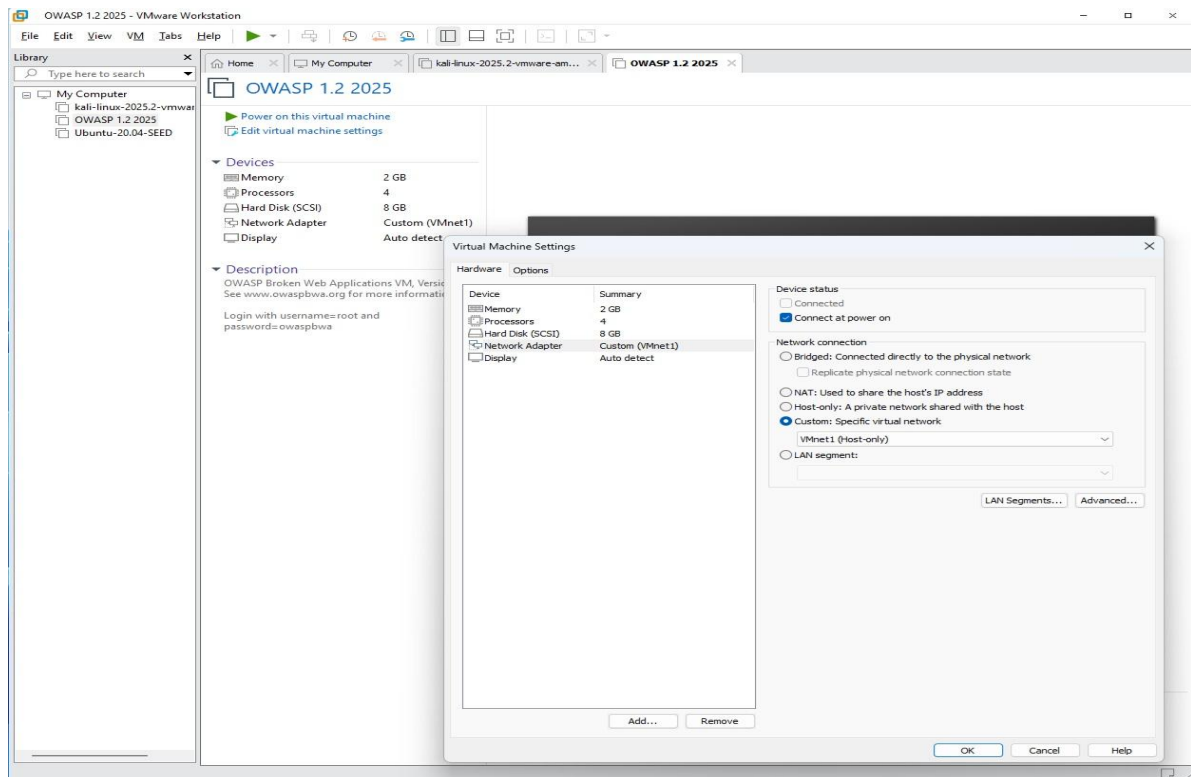 OWASP 1.2 2025 - VMware Workstation
File Edit View VM Tabs Help
Library
Type here to search
My Computer
kali-linux-2025.2-vmwar
OWASP 1.2 2025
Ubuntu-20.04-SEED
Home
My Computer
kali-linux-2025.2-vmware-am...
OWASP 1.2 2025
OWASP 1.2 2025
Power on this virtual machine
Edit virtual machine settings
Devices
Memory 2 GB
Processors 4
Hard Disk (SCSI) 8 GB
Network Adapter Custom (VMnet1)
Display Auto detect
Description
OWASP Broken Web Applications VM, Versic
See www.owaspbwa.org for more informatic
Login with username=root and
password=owaspbwa
Virtual Machine Settings
Hardware Options
Device Summary
Memory 2 GB
Processors 4
Hard Disk (SCSI) 8 GB
Network Adapter Custom (VMnet1)
Display Auto detect
Add... Remove
Device status
Connected
Connect at power on
Network connection
Bridged: Connected directly to the physical network
Replicate physical network connection state
NAT: Used to share the host's IP address
Host-only: A private network shared with the host
Custom: Specific virtual network
VMnet1 (Host-only)
LAN segment:
LAN Segments... Advanced...
OK Cancel Help